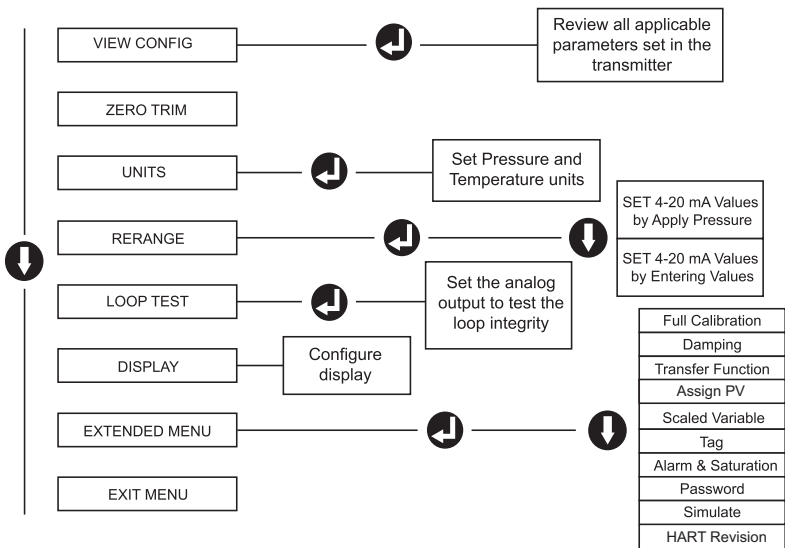 VIEW CONFIG
Review all applicable
parameters set in the
transmitter
ZERO TRIM
UNITS
Set Pressure and
Temperature units
RERANGE
SET 4-20 mA Values
by Apply Pressure
SET 4-20 mA Values
by Entering Values
LOOP TEST
Set the analog
output to test the
loop integrity
DISPLAY
Configure
display
EXTENDED MENU
Full Calibration
Damping
Transfer Function
Assign PV
Scaled Variable
Tag
Alarm & Saturation
Password
Simulate
HART Revision
EXIT MENU